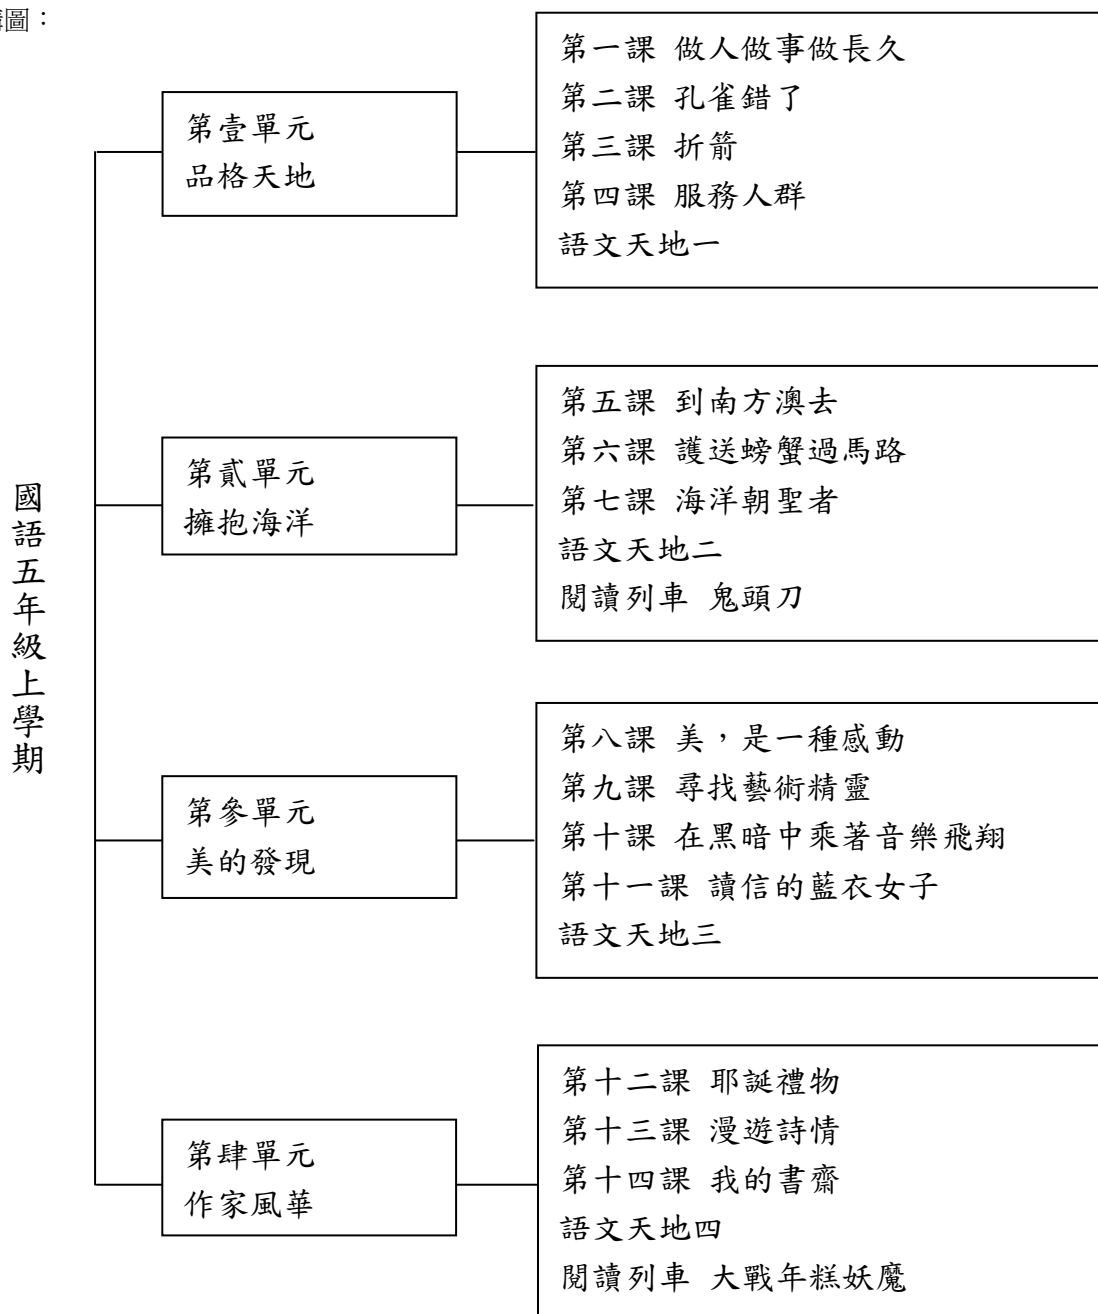 構圖：
國語五年級上學期
第壹單元
品格天地
第一課 做人做事做長久
第二課 孔雀錯了
第三課 折箭
第四課 服務人群
語文天地一
第貳單元
擁抱海洋
第五課 到南方澳去
第六課 護送螃蟹過馬路
第七課 海洋朝聖者
語文天地二
閱讀列車 鬼頭刀
第參單元
美的發現
第八課 美，是一種感動
第九課 尋找藝術精靈
第十課 在黑暗中乘著音樂飛翔
第十一課 讀信的藍衣女子
語文天地三
第肆單元
作家風華
第十二課 耶誕禮物
第十三課 漫遊詩情
第十四課 我的書齋
語文天地四
閱讀列車 大戰年糕妖魔